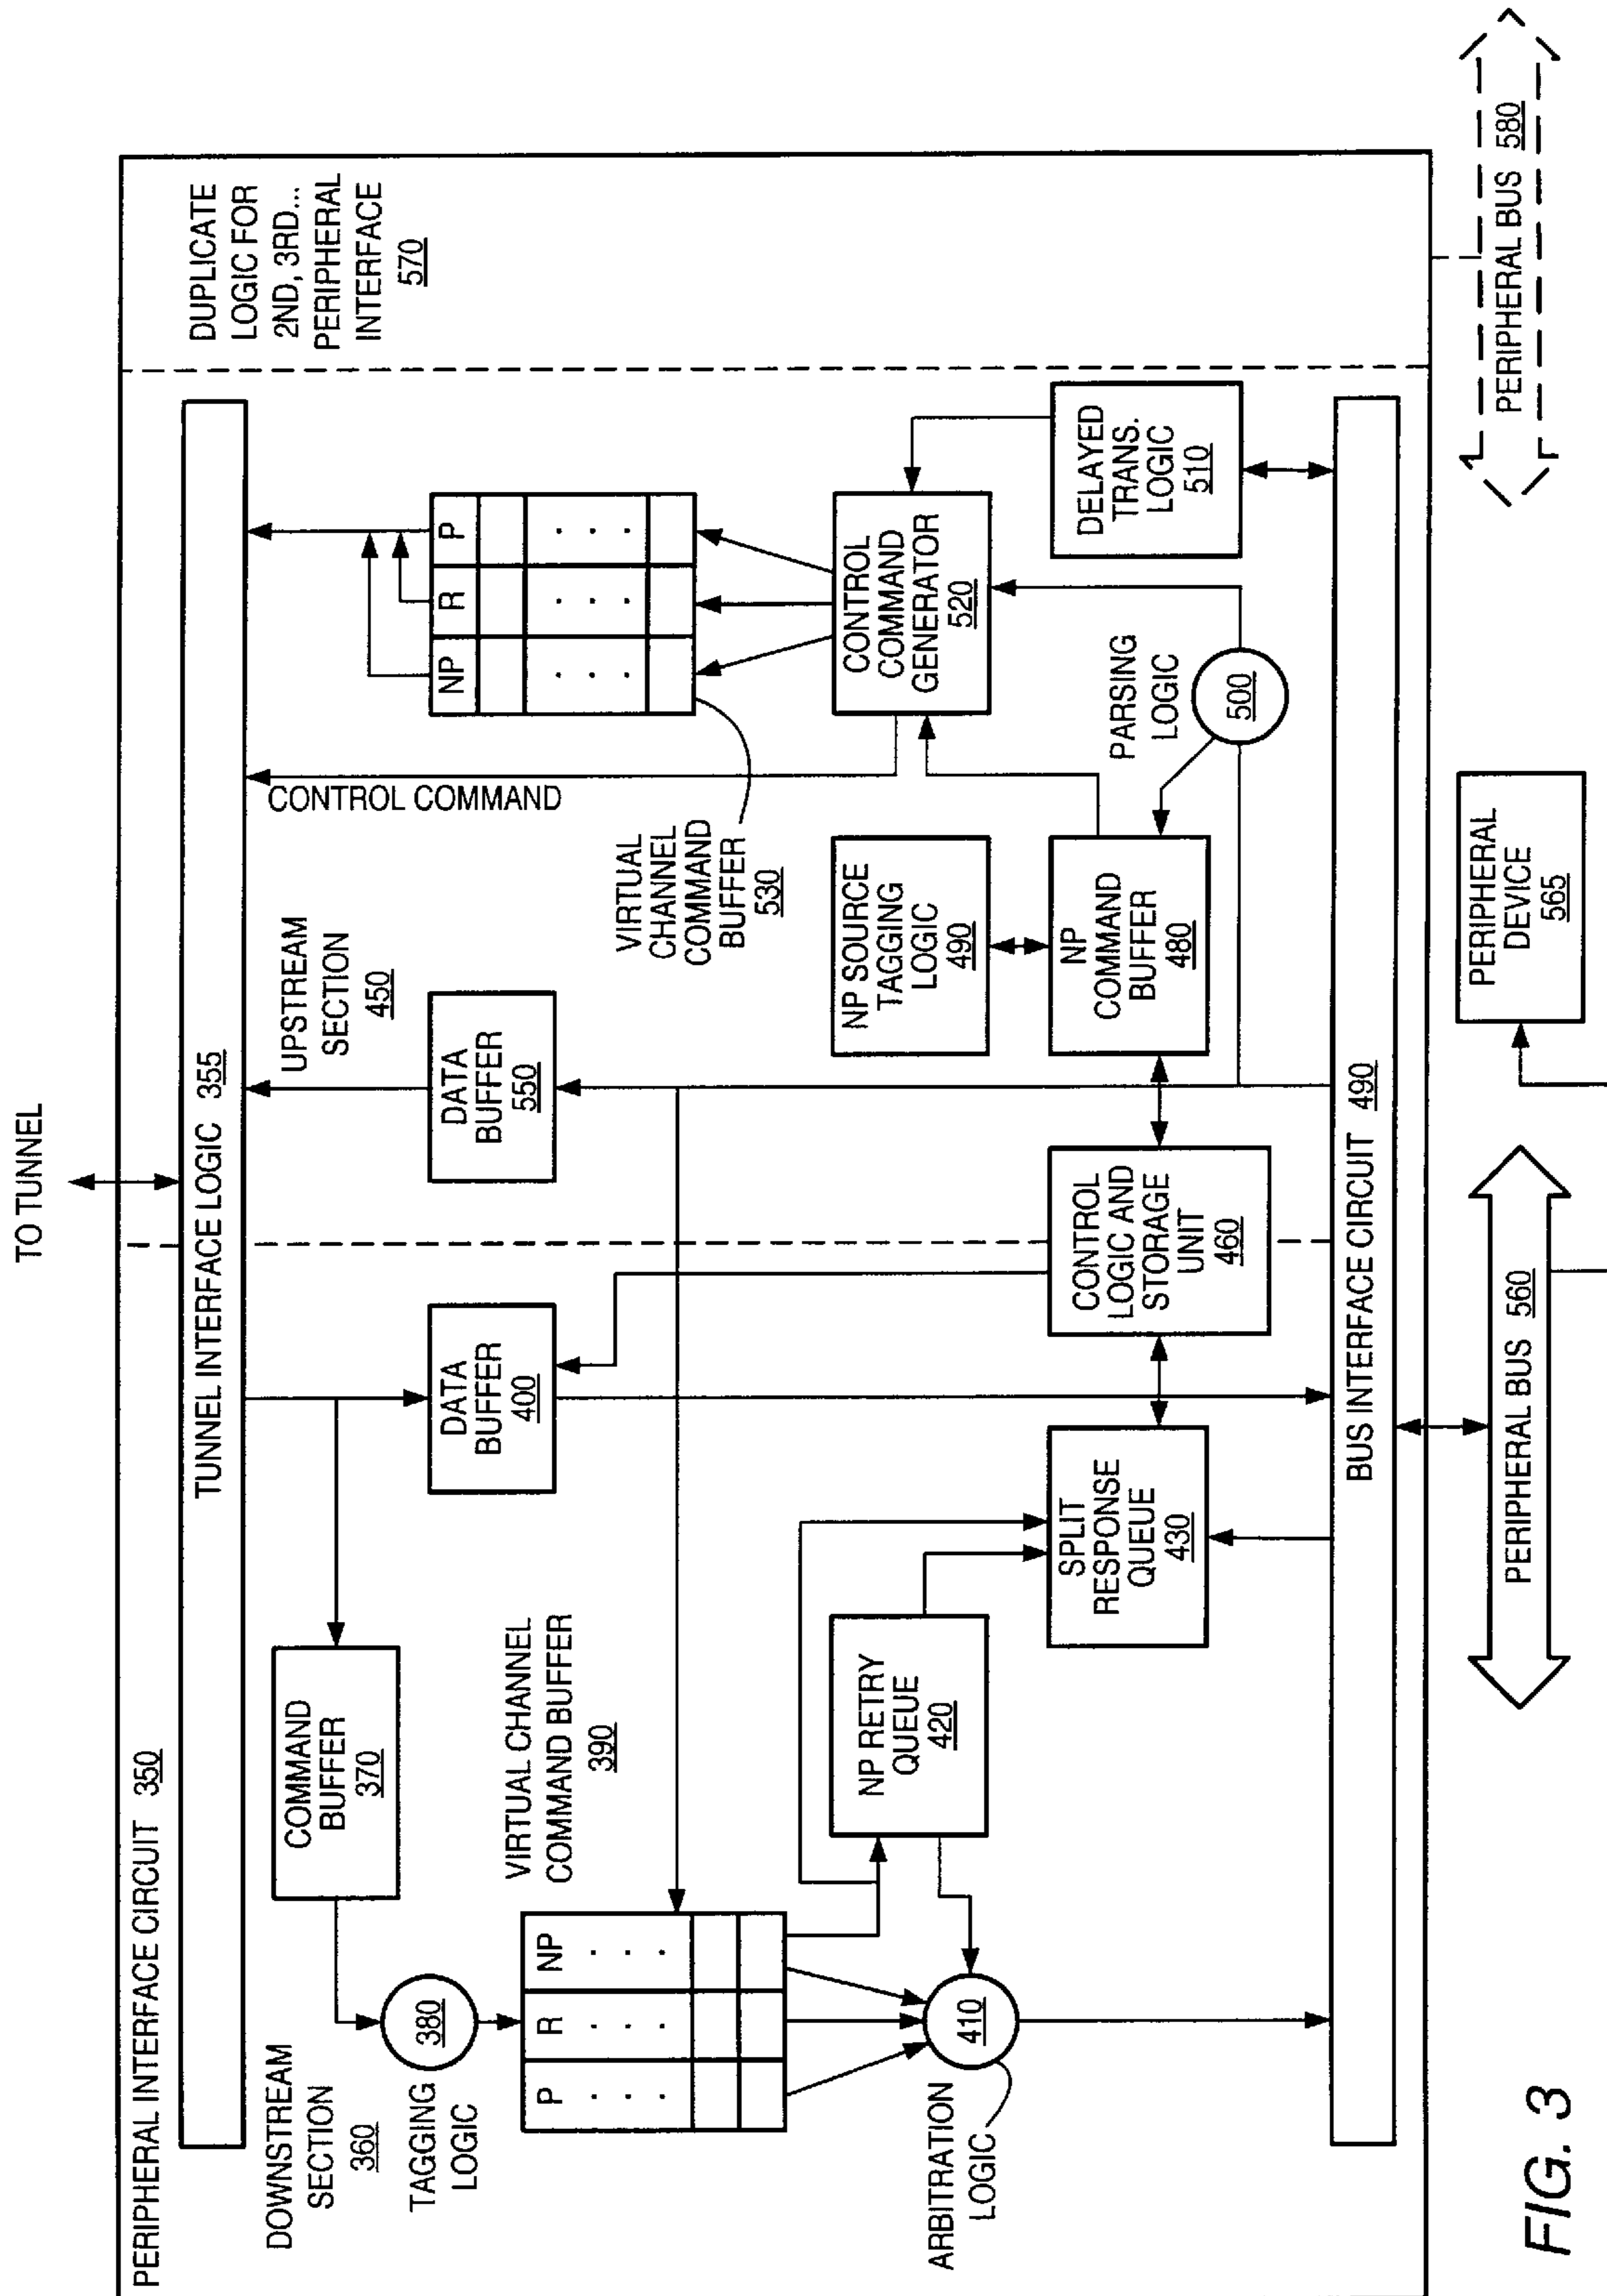 TO TUNNEL
PERIPHERAL INTERFACE CIRCUIT 350
TUNNEL INTERFACE LOGIC 355
DOWNSTREAM
SECTION
360
COMMAND
BUFFER
370
TAGGING
LOGIC
380
VIRTUAL CHANNEL
COMMAND BUFFER
390
P R NP
DATA
BUFFER
400
ARBITRATION
LOGIC
410
NP RETRY
QUEUE
420
SPLIT
RESPONSE
QUEUE
430
UPSTREAM
SECTION
450
DATA
BUFFER
550
CONTROL COMMAND
NP R P
VIRTUAL
CHANNEL
COMMAND
BUFFER
530
CONTROL
LOGIC AND
STORAGE
UNIT
460
NP SOURCE
TAGGING
LOGIC
490
NP
COMMAND
BUFFER
480
CONTROL
COMMAND
GENERATOR
520
PARSING
LOGIC
500
DELAYED
TRANS.
LOGIC
510
DUPLICATE
LOGIC FOR
2ND, 3RD...
PERIPHERAL
INTERFACE
570
BUS INTERFACE CIRCUIT 490
PERIPHERAL BUS 560
PERIPHERAL
DEVICE
565
PERIPHERAL BUS 580
FIG. 3